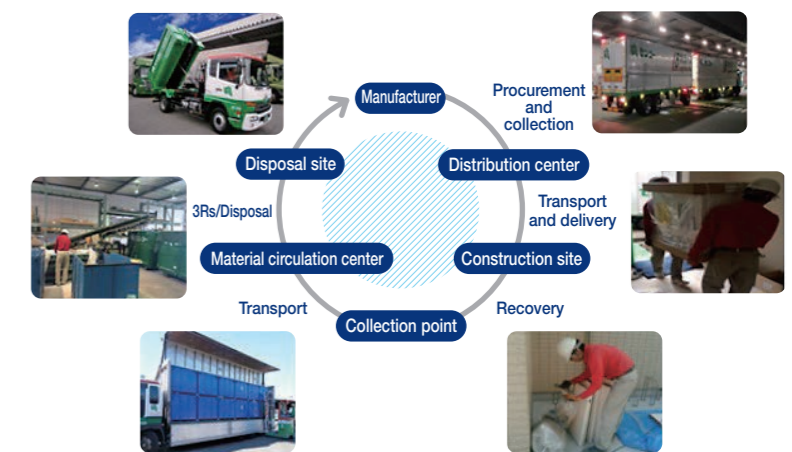 Manufacturer
Procurement
and
collection
Distribution center
Transport
and delivery
Construction site
Recovery
Collection point
Transport
Material circulation center
3Rs/Disposal
Disposal site